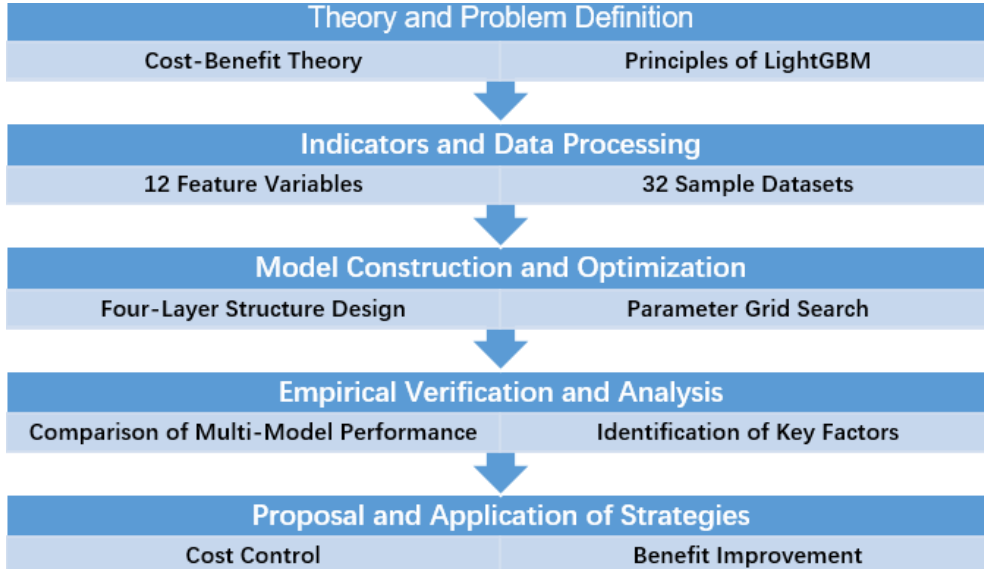 Theory and Problem Definition
Cost-Benefit Theory
Principles of LightGBM
Indicators and Data Processing
12 Feature Variables
32 Sample Datasets
Model Construction and Optimization
Four-Layer Structure Design
Parameter Grid Search
Empirical Verification and Analysis
Comparison of Multi-Model Performance
Identification of Key Factors
Proposal and Application of Strategies
Cost Control
Benefit Improvement